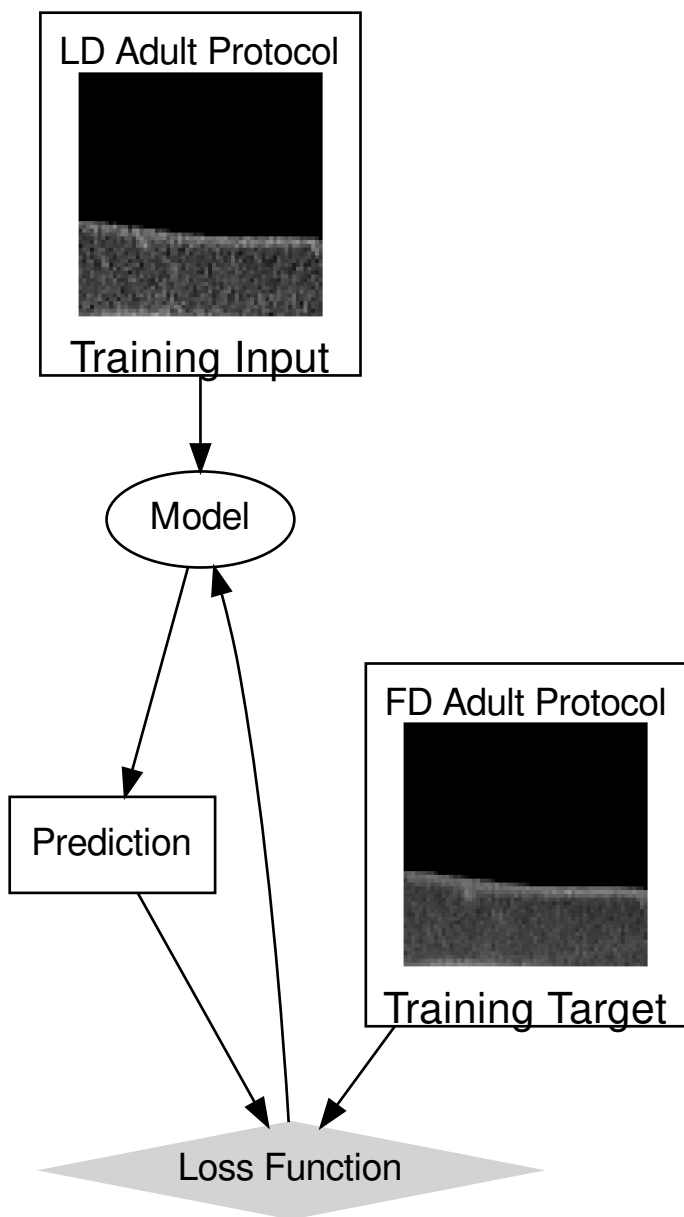 LD Adult Protocol
Training Input
Model
FD Adult Protocol
Prediction
Training Target
Loss Function